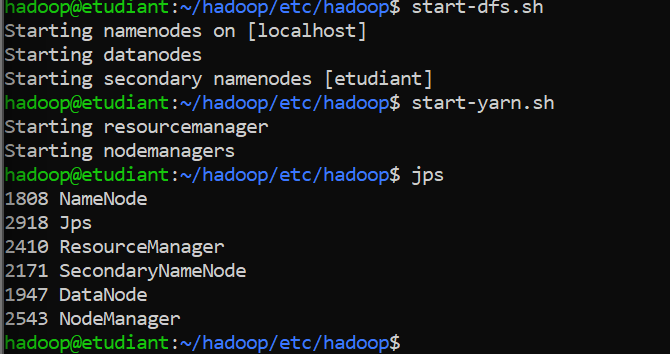 hadoop@etudiant:~/hadoop/etc/hadoop$ start-dfs.sh
Starting namenodes on [localhost]
Starting datanodes
Starting secondary namenodes [etudiant]
hadoop@etudiant:~/hadoop/etc/hadoop$ start-yarn.sh
Starting resourcemanager
Starting nodemanagers
hadoop@etudiant:~/hadoop/etc/hadoop$ jps
1808 NameNode
2918 Jps
2410 ResourceManager
2171 SecondaryNameNode
1947 DataNode
2543 NodeManager
hadoop@etudiant:~/hadoop/etc/hadoop$